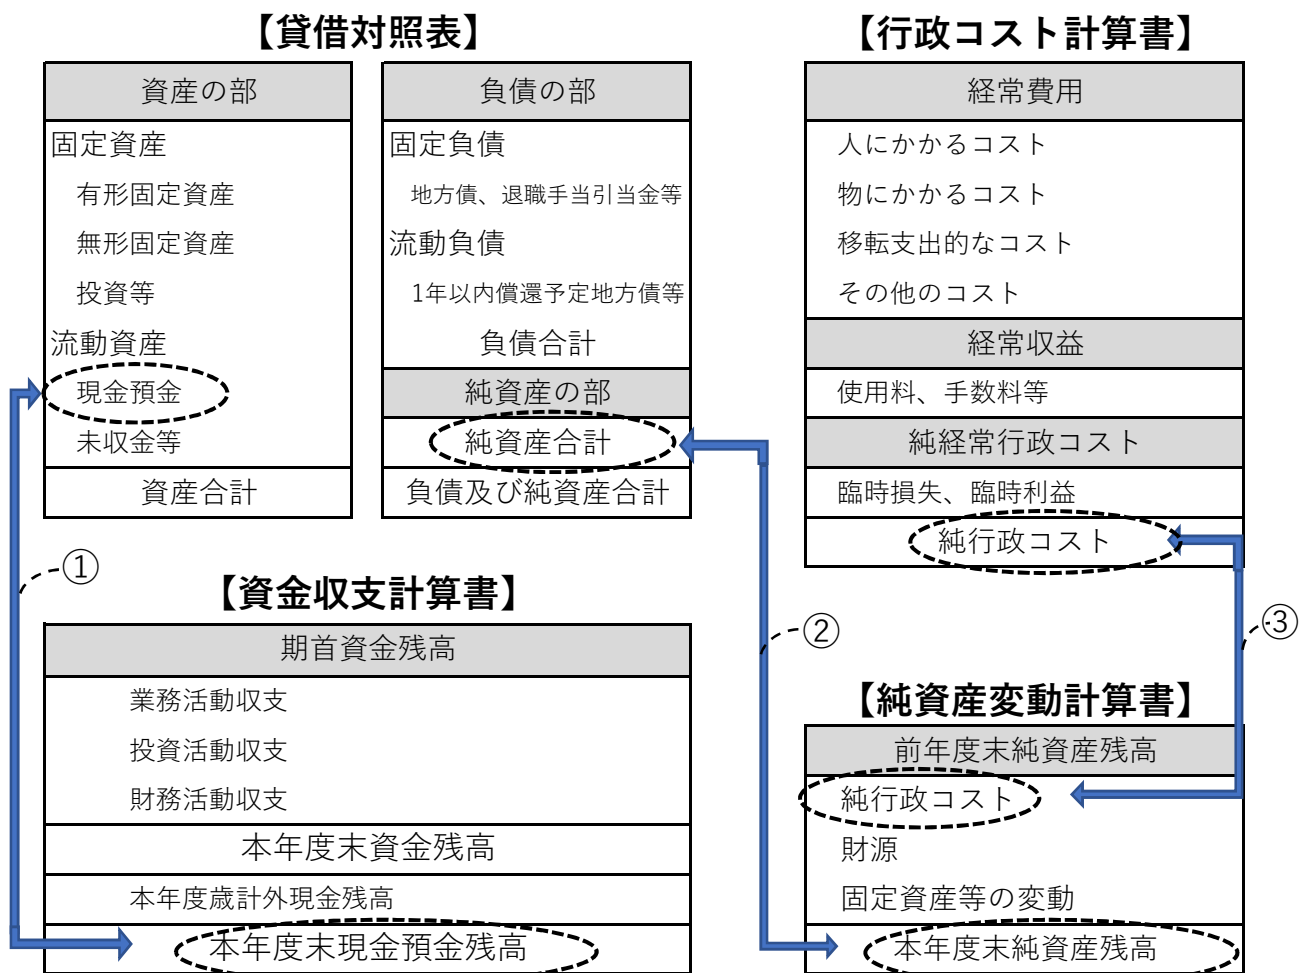 【貸借対照表】
資産の部
固定資産
有形固定資産
無形固定資産
投資等
流動資産
現金預金
未収金等
資産合計
負債の部
固定負債
地方債、退職手当引当金等
流動負債
1年以内償還予定地方債等
負債合計
純資産の部
純資産合計
負債及び純資産合計
【行政コスト計算書】
経常費用
人にかかるコスト
物にかかるコスト
移転支出的なコスト
その他のコスト
経常収益
使用料、手数料等
純経常行政コスト
臨時損失、臨時利益
純行政コスト
①
【資金収支計算書】
期首資金残高
業務活動収支
投資活動収支
財務活動収支
本年度末資金残高
本年度歳計外現金残高
本年度末現金預金残高
②
③
【純資産変動計算書】
前年度末純資産残高
純行政コスト
財源
固定資産等の変動
本年度末純資産残高